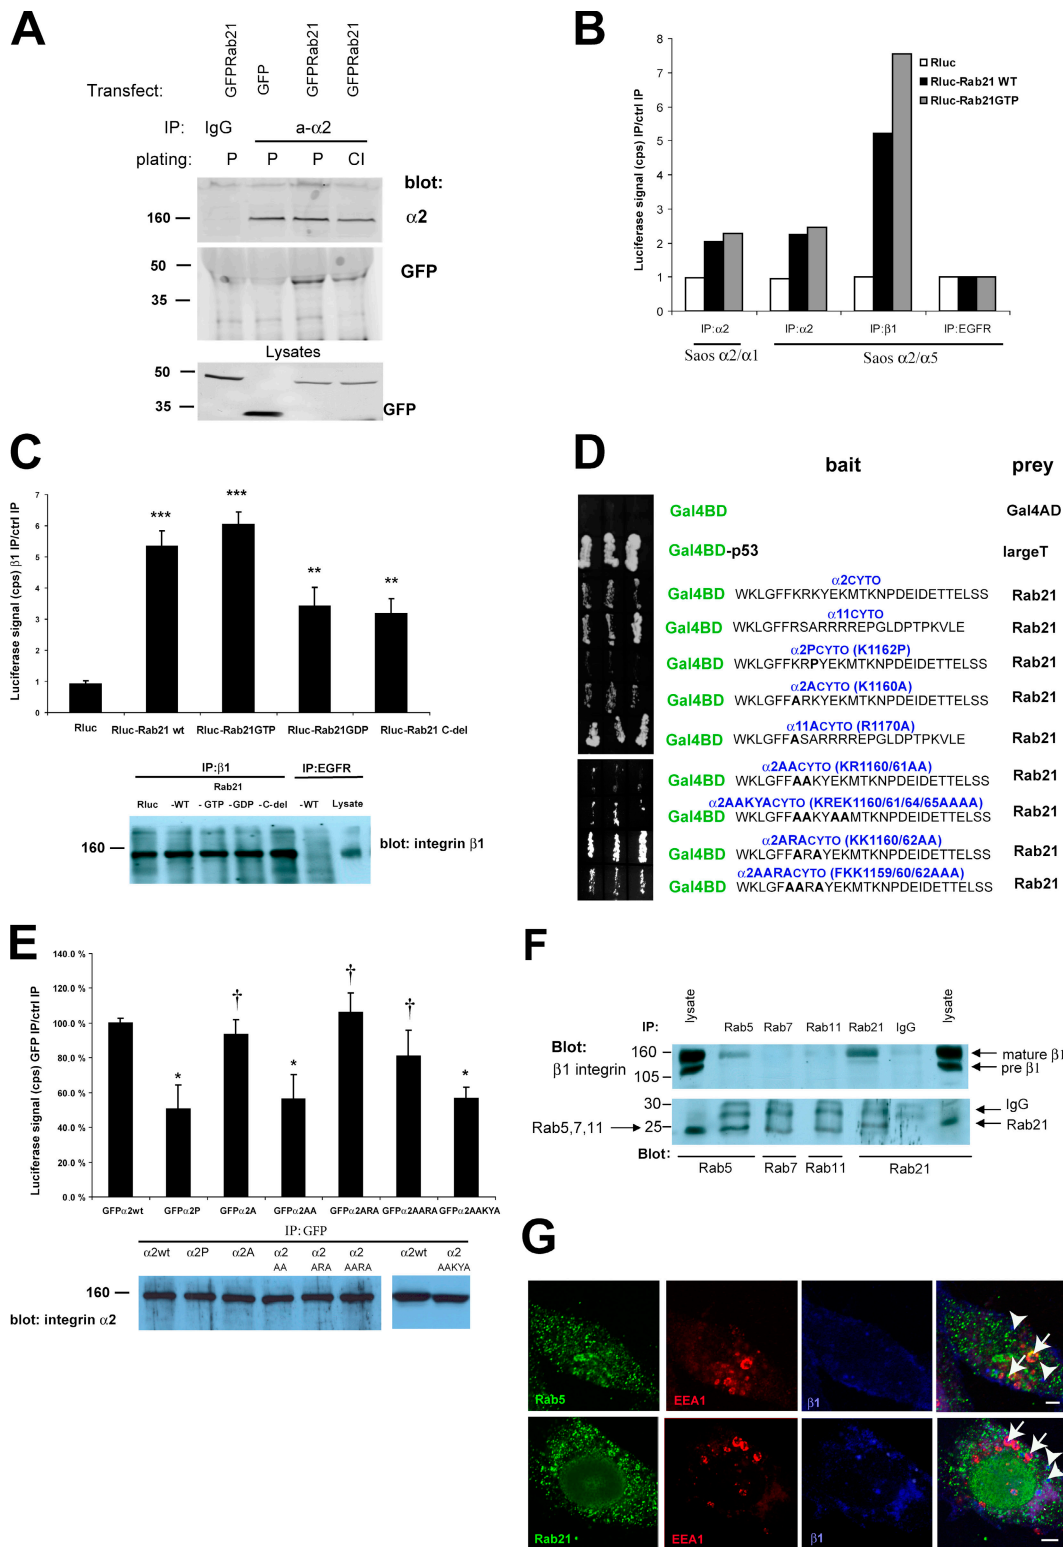 A
Transfect:
GFPRab21
GFP
GFPRab21
GFPRab21
IP: IgG a-α2
plating: P P P CI
blot:
160
α2
50
GFP
35
Lysates
50
35
GFP
B
Luciferase signal (cps) IP/ctrl IP
8
7
6
5
4
3
2
1
0
Rluc
Rluc-Rab21 WT
Rluc-Rab21GTP
IP:α2 IP:α2 IP:β1 IP:EGFR
Saos α2/α1 Saos α2/α5
C
Luciferase signal (cps) β1 IP/ctrl IP
7
6
5
4
3
2
1
0
*** *** ** **
Rluc Rluc-Rab21 wt Rluc-Rab21GTP Rluc-Rab21GDP Rluc-Rab21 C-del
IP:β1 IP:EGFR
Rab21
Rluc -WT - GTP -GDP -C-del -WT Lysate
160
blot: integrin β1
D
bait prey
Gal4BD Gal4AD
Gal4BD-p53 largeT
α2CYTO
Gal4BD WKLGFFKRKYEKMTKNPDEIDETTELSS Rab21
α11CYTO
Gal4BD WKLGFFRSARRRREPGLDPTPKVLE Rab21
α2PCYTO (K1162P)
Gal4BD WKLGFFKRPYEKMTKNPDEIDETTELSS Rab21
α2ACYTO (K1160A)
Gal4BD WKLGFFARKYEKMTKNPDEIDETTELSS Rab21
α11ACYTO (R1170A)
Gal4BD WKLGFFASARRRREPGLDPTPKVLE Rab21
α2AACYTO (KR1160/61AA)
Gal4BD WKLGFFAAKYEKMTKNPDEIDETTELSS Rab21
α2AAKYACYTO (KREK1160/61/64/65AAAA)
Gal4BD WKLGFFAAKYAAMTKNPDEIDETTELSS Rab21
α2ARACYTO (KK1160/62AA)
Gal4BD WKLGFFARAYEKMTKNPDEIDETTELSS Rab21
α2AARACYTO (FKK1159/60/62AAA)
Gal4BD WKLGFAARAYEKMTKNPDEIDETTELSS Rab21
E
Luciferase signal (cps) GFP IP/ctrl IP
140.0 %
120.0 %
100.0 %
80.0 %
60.0 %
40.0 %
20.0 %
0.0 %
* † * † † *
GFPα2wt GFPα2P GFPα2A GFPα2AA GFPα2ARA GFPα2AARA GFPα2AAKYA
IP:GFP
α2wt α2P α2A α2 AA α2 ARA α2 AARA α2wt α2 AAKYA
160
blot: integrin α2
F
IP: lysate Rab5 Rab7 Rab11 Rab21 IgG lysate
Blot:
β1 integrin
160
105
mature β1
pre β1
30
25
IgG
Rab21
Rab5,7,11
Blot: Rab5 Rab7 Rab11 Rab21
G
Rab5 EEA1 β1
Rab21 EEA1 β1